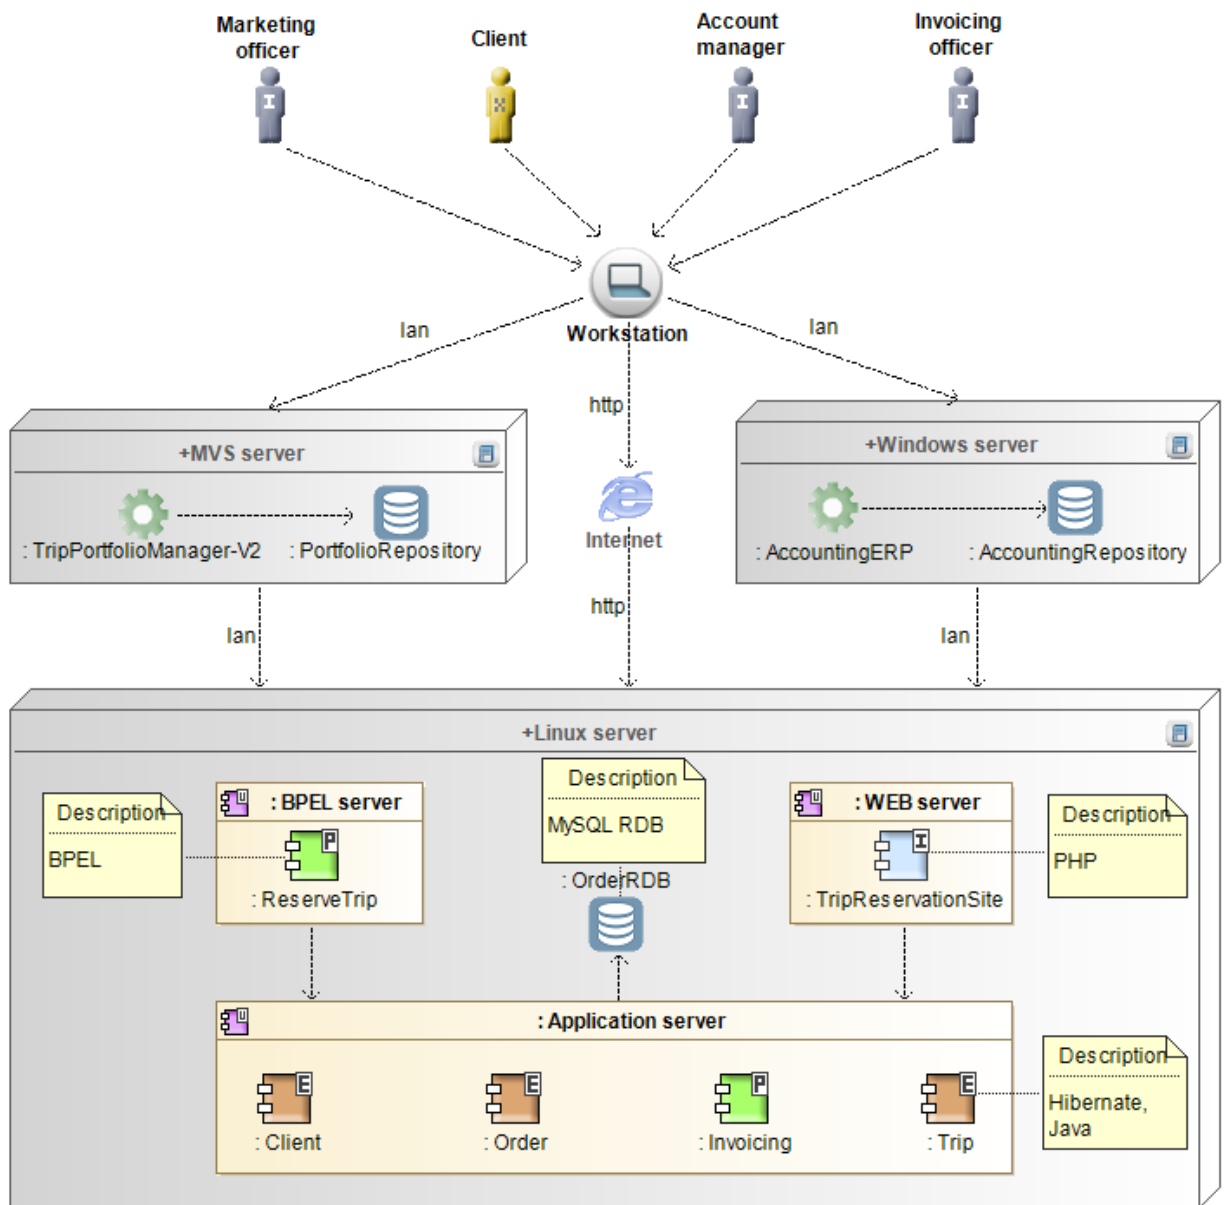 Marketing
officer
Client
Account
manager
Invoicing
officer
I
X
I
I
Workstation
lan
http
lan
+MVS server
+Windows server
: TripPortfolioManager-V2
: PortfolioRepository
Internet
: AccountingERP
: AccountingRepository
lan
http
lan
+Linux server
Description
BPEL
U
: BPEL server
P
: ReserveTrip
Description
MySQL RDB
: OrderRDB
U
: WEB server
I
: TripReservationSite
Description
PHP
U
: Application server
E
: Client
E
: Order
P
: Invoicing
E
: Trip
Description
Hibernate,
Java